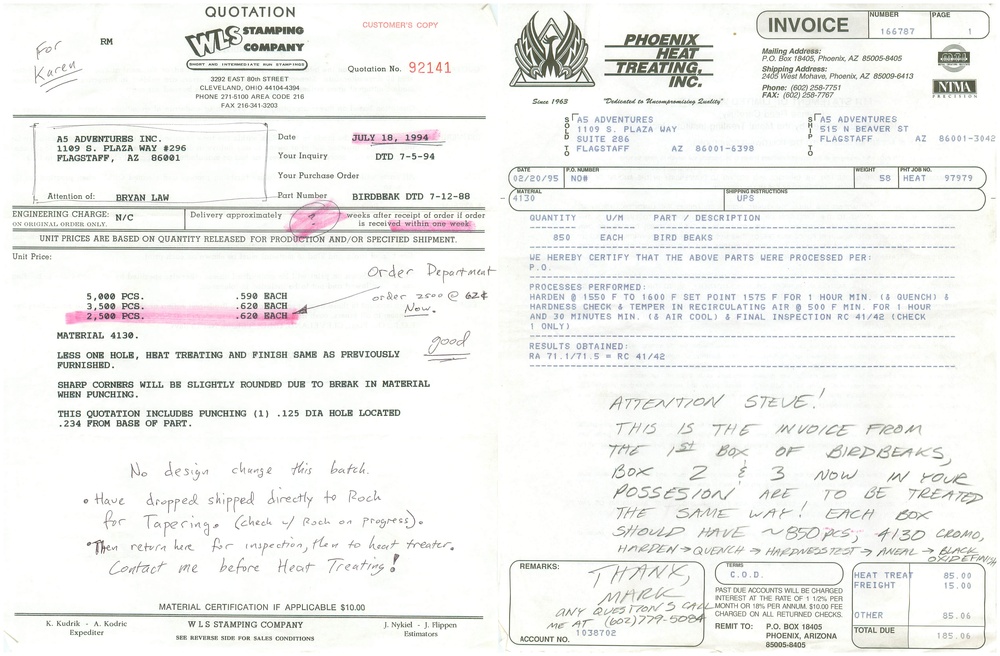 QUOTATION
CUSTOMER'S COPY
For
Karen
RM
WLS STAMPING
COMPANY
SHORT AND INTERMEDIATE RUN STAMPINGS
3292 EAST 80th STREET
CLEVELAND, OHIO 44104-4394
PHONE 271-5100 AREA CODE 216
FAX 216-341-3203
Quotation No. 92141
A5 ADVENTURES INC.
1109 S. PLAZA WAY #296
FLAGSTAFF, AZ 86001
Attention of: BRYAN LAW
Date JULY 18, 1994
Your Inquiry DTD 7-5-94
Your Purchase Order
Part Number BIRDBEAK DTD 7-12-88
ENGINEERING CHARGE: N/C
ON ORIGINAL ORDER ONLY.
Delivery approximately ? weeks after receipt of order if order
is received within one week
UNIT PRICES ARE BASED ON QUANTITY RELEASED FOR PRODUCTION AND/OR SPECIFIED SHIPMENT.
Unit Price:
Order Department
order 2500 @ 62¢
Now.
good
5,000 PCS. .590 EACH
3,500 PCS. .620 EACH
2,500 PCS. .620 EACH
MATERIAL 4130.
LESS ONE HOLE, HEAT TREATING AND FINISH SAME AS PREVIOUSLY
FURNISHED.
SHARP CORNERS WILL BE SLIGHTLY ROUNDED DUE TO BREAK IN MATERIAL
WHEN PUNCHING.
THIS QUOTATION INCLUDES PUNCHING (1) .125 DIA HOLE LOCATED
.234 FROM BASE OF PART.
No design change this batch.
• Have dropped shipped directly to Roch
for Tapering. (check w/ Roch on progress).
• Then return here for inspection, then to heat treater.
Contact me before Heat Treating!
MATERIAL CERTIFICATION IF APPLICABLE $10.00
K. Kudrik - A. Kodric
Expediter
WLS STAMPING COMPANY
SEE REVERSE SIDE FOR SALES CONDITIONS
J. Nykiel - J. Flippen
Estimators
PHOENIX
HEAT
TREATING,
INC.
Since 1963
"Dedicated to Uncompromising Quality"
INVOICE
NUMBER
166787
PAGE
1
Mailing Address:
P.O. Box 18405, Phoenix, AZ 85005-8405
Shipping Address:
2405 West Mohave, Phoenix, AZ 85009-6413
Phone: (602) 258-7751
FAX: (602) 258-7767
NTMA
PRECISION
SOLD TO
A5 ADVENTURES
1109 S. PLAZA WAY
SUITE 286
FLAGSTAFF AZ 86001-6398
SHIP TO
A5 ADVENTURES
515 N BEAVER ST
FLAGSTAFF AZ 86001-3042
DATE
02/20/95
P.O. NUMBER
NO#
WEIGHT
58
PHT JOB NO.
HEAT 97979
MATERIAL
4130
SHIPPING INSTRUCTIONS
UPS
QUANTITY U/M PART / DESCRIPTION
850 EACH BIRD BEAKS
WE HEREBY CERTIFY THAT THE ABOVE PARTS WERE PROCESSED PER:
P.O.
PROCESSES PERFORMED:
HARDEN @ 1550 F TO 1600 F SET POINT 1575 F FOR 1 HOUR MIN. (& QUENCH) &
HARDNESS CHECK & TEMPER IN RECIRCULATING AIR @ 500 F MIN. FOR 1 HOUR
AND 30 MINUTES MIN. (& AIR COOL) & FINAL INSPECTION RC 41/42 (CHECK
1 ONLY)
RESULTS OBTAINED:
RA 71.1/71.5 = RC 41/42
ATTENTION STEVE!
THIS IS THE INVOICE FROM
THE 1ST BOX OF BIRDBEAKS,
BOX 2 & 3 NOW IN YOUR
POSSESION ARE TO BE TREATED
THE SAME WAY! EACH BOX
SHOULD HAVE ~850 PCS. 4130 CROMO,
HARDEN → QUENCH → HARDNESS TEST → ANEAL → BLACK
OXIDE FINISH
REMARKS:
THANX,
MARK
ANY QUESTION'S CALL
ME AT (602) 779-5084
ACCOUNT NO. 1038702
TERMS
C.O.D.
PAST DUE ACCOUNTS WILL BE CHARGED
INTEREST AT THE RATE OF 1 1/2% PER
MONTH OR 18% PER ANNUM. $10.00 FEE
CHARGED ON ALL RETURNED CHECKS.
REMIT TO: P.O. BOX 18405
PHOENIX, ARIZONA
85005-8405
HEAT TREAT 85.00
FREIGHT 15.00
OTHER 85.06
TOTAL DUE 185.06